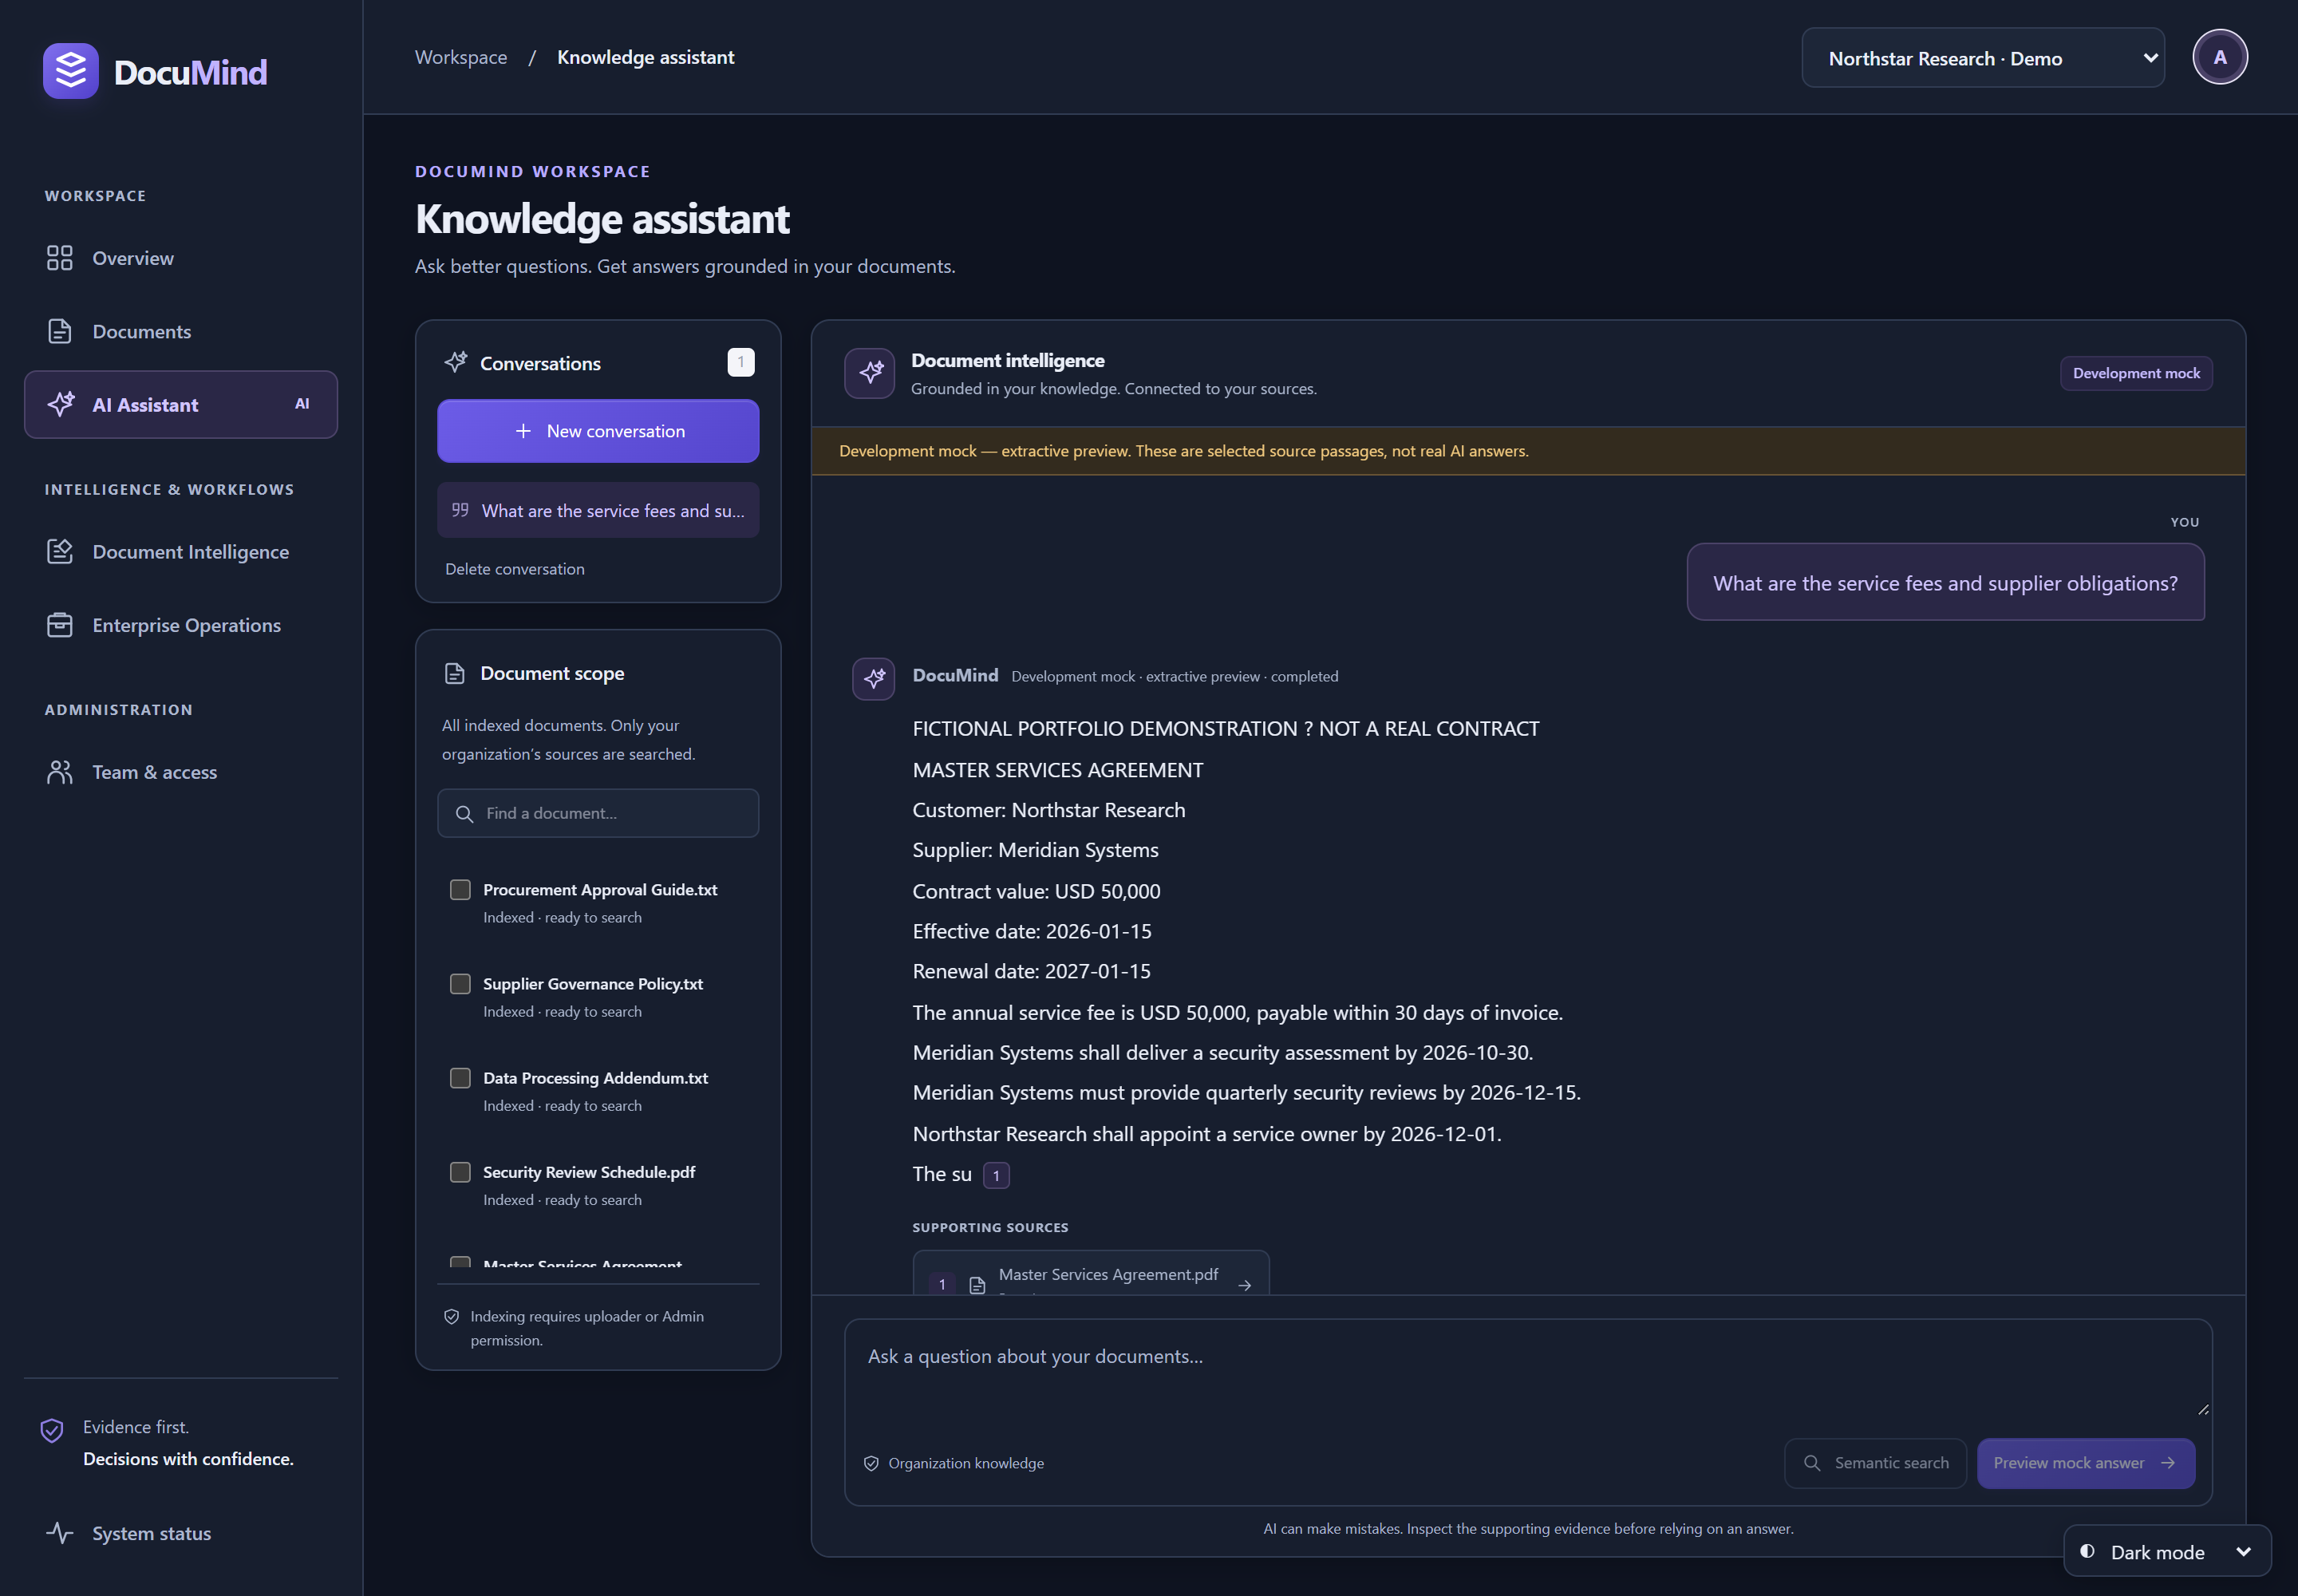 DocuMind
WORKSPACE
Overview
Documents
AI Assistant
AI
INTELLIGENCE & WORKFLOWS
Document Intelligence
Enterprise Operations
ADMINISTRATION
Team & access
Evidence first.
Decisions with confidence.
System status
Workspace / Knowledge assistant
Northstar Research · Demo
A
DOCUMIND WORKSPACE
Knowledge assistant
Ask better questions. Get answers grounded in your documents.
Conversations
1
New conversation
What are the service fees and su...
Delete conversation
Document scope
All indexed documents. Only your
organization's sources are searched.
Find a document...
Procurement Approval Guide.txt
Indexed · ready to search
Supplier Governance Policy.txt
Indexed · ready to search
Data Processing Addendum.txt
Indexed · ready to search
Security Review Schedule.pdf
Indexed · ready to search
Master Services Agreement
Indexing requires uploader or Admin
permission.
Document intelligence
Grounded in your knowledge. Connected to your sources.
Development mock
Development mock — extractive preview. These are selected source passages, not real AI answers.
YOU
What are the service fees and supplier obligations?
DocuMind Development mock · extractive preview · completed
FICTIONAL PORTFOLIO DEMONSTRATION ? NOT A REAL CONTRACT
MASTER SERVICES AGREEMENT
Customer: Northstar Research
Supplier: Meridian Systems
Contract value: USD 50,000
Effective date: 2026-01-15
Renewal date: 2027-01-15
The annual service fee is USD 50,000, payable within 30 days of invoice.
Meridian Systems shall deliver a security assessment by 2026-10-30.
Meridian Systems must provide quarterly security reviews by 2026-12-15.
Northstar Research shall appoint a service owner by 2026-12-01.
The su 1
SUPPORTING SOURCES
1 Master Services Agreement.pdf
Ask a question about your documents...
Organization knowledge
Semantic search
Preview mock answer
AI can make mistakes. Inspect the supporting evidence before relying on an answer.
Dark mode